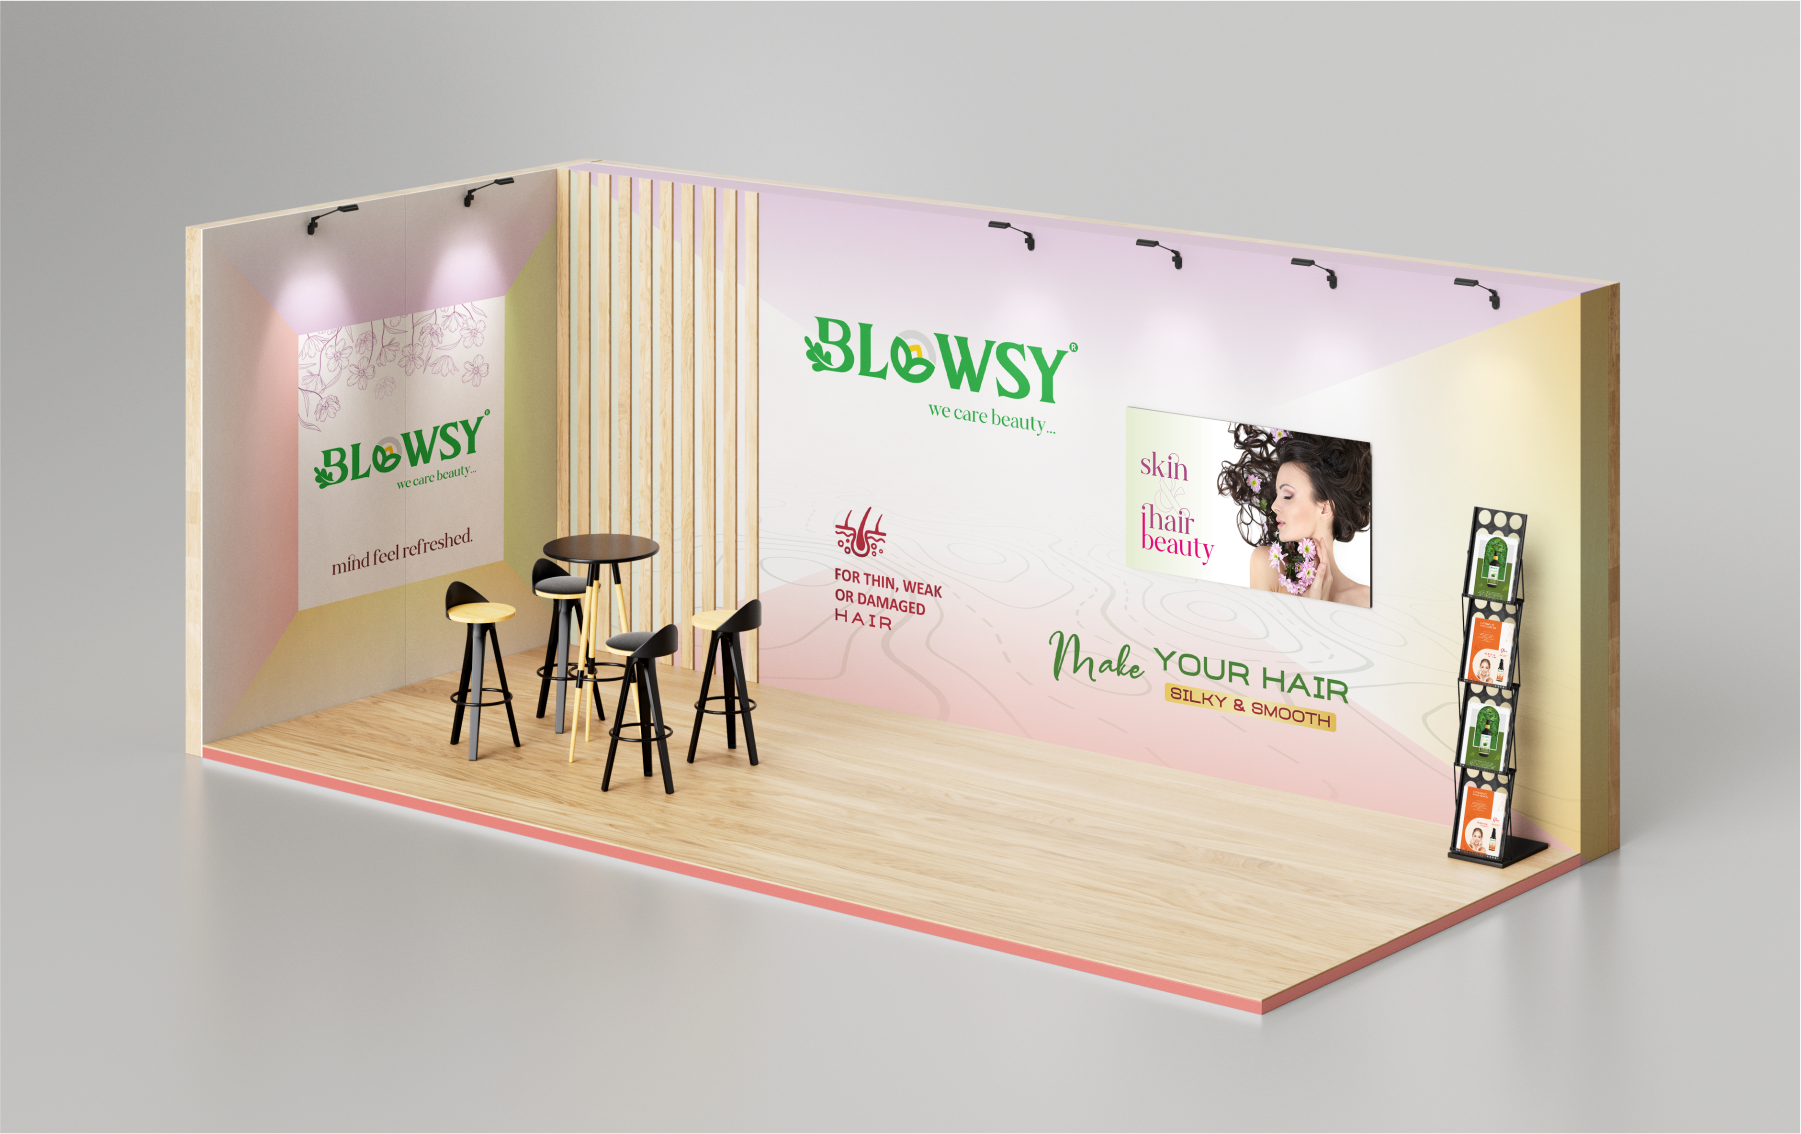 BLOWSY®
we care beauty...
mind feel refreshed.
BLOWSY®
we care beauty...
FOR THIN, WEAK
OR DAMAGED
HAIR
skin
&
hair
beauty
Make YOUR HAIR
SILKY & SMOOTH